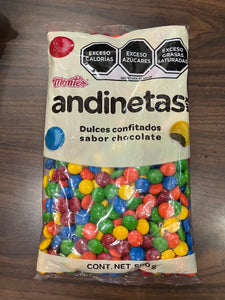 EXCESO CALORÍAS
EXCESO AZÚCARES
EXCESO GRASAS SATURADAS
Montes
andinetas
Dulces confitados
sabor chocolate
CONT. NET. g